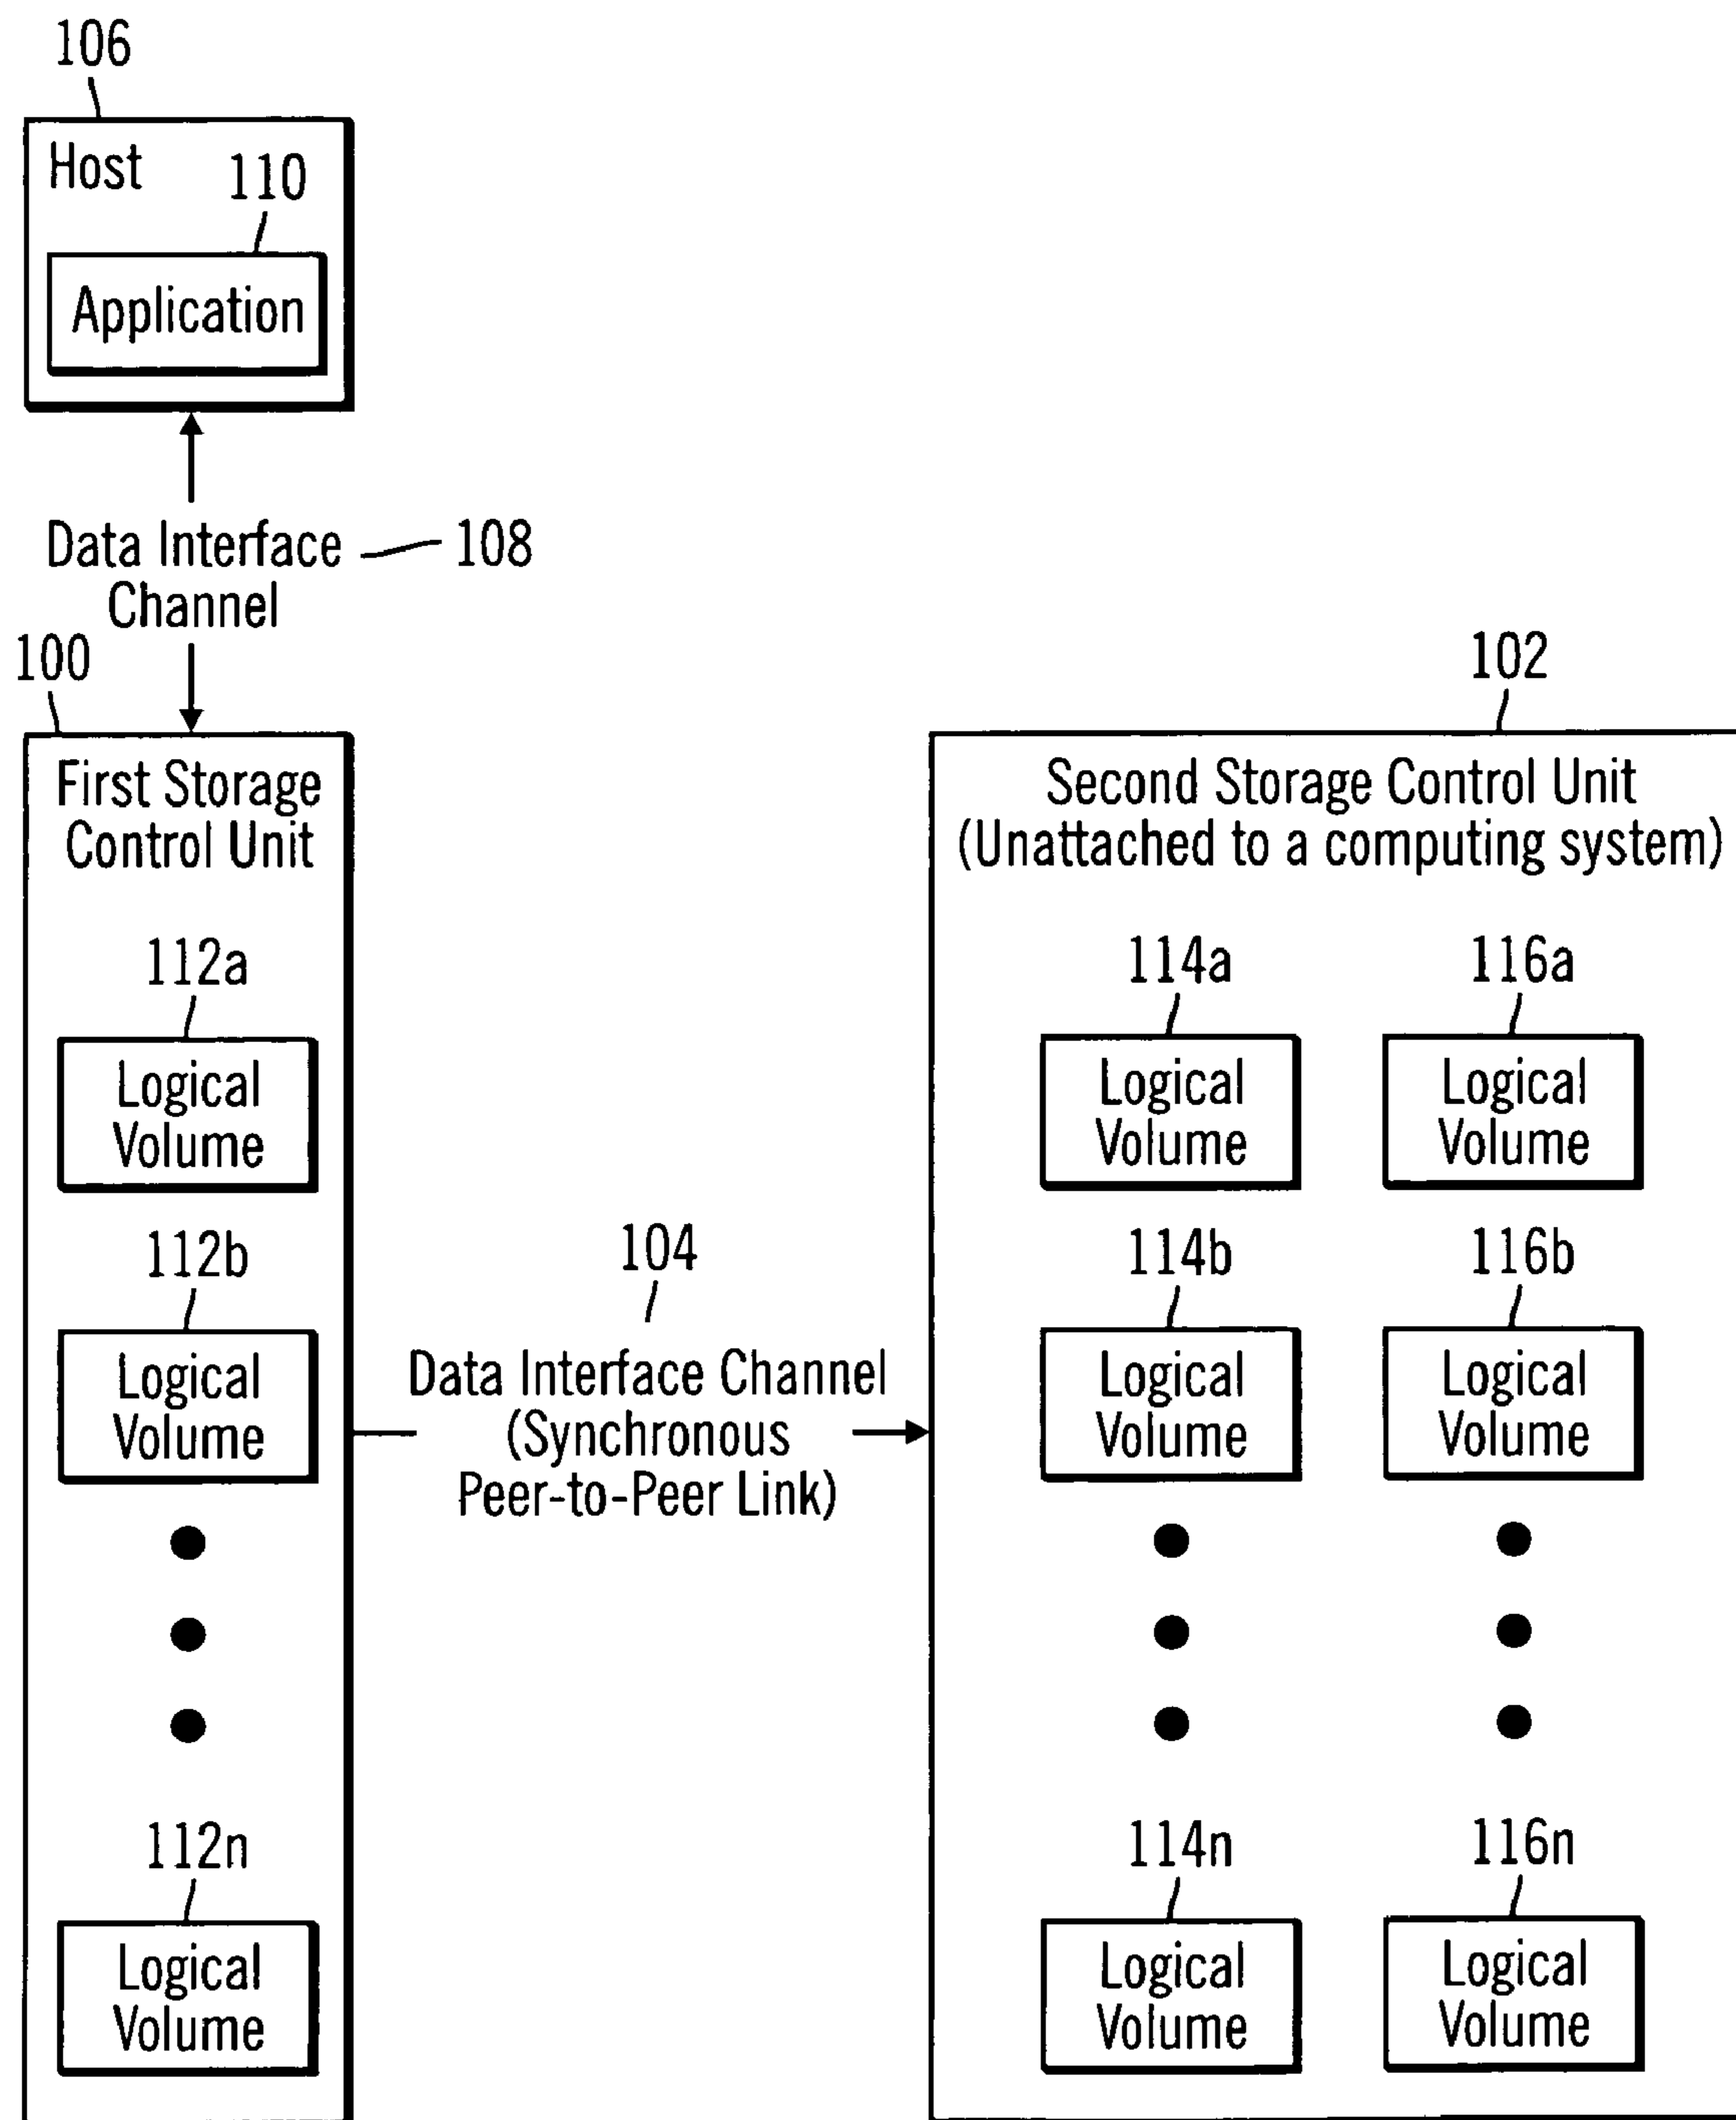 106
Host
110
Application
Data Interface
Channel
108
100
First Storage
Control Unit
112a
Logical
Volume
112b
Logical
Volume
112n
Logical
Volume
104
Data Interface Channel
(Synchronous
Peer-to-Peer Link)
102
Second Storage Control Unit
(Unattached to a computing system)
114a
116a
Logical
Volume
Logical
Volume
114b
116b
Logical
Volume
Logical
Volume
114n
116n
Logical
Volume
Logical
Volume